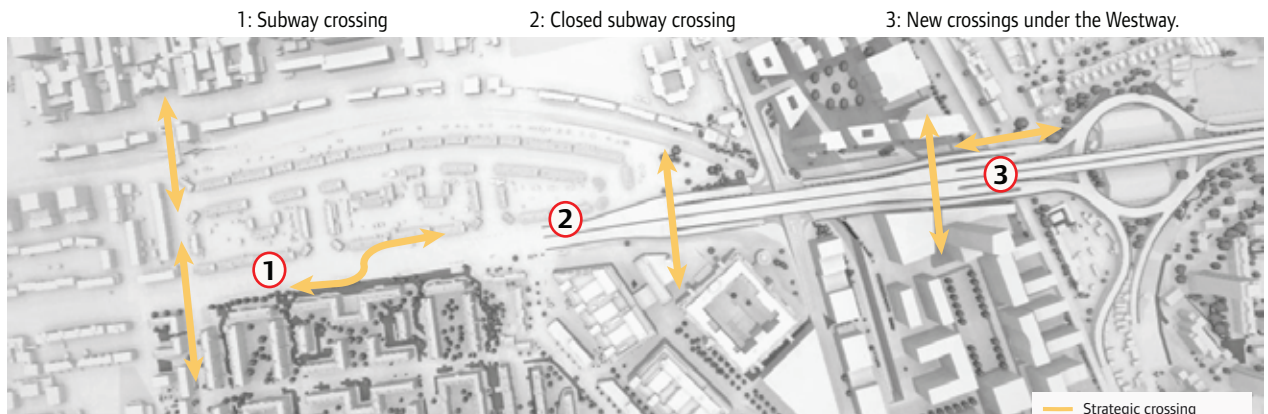 1: Subway crossing
2: Closed subway crossing
3: New crossings under the Westway.
1
2
3
Strategic crossing